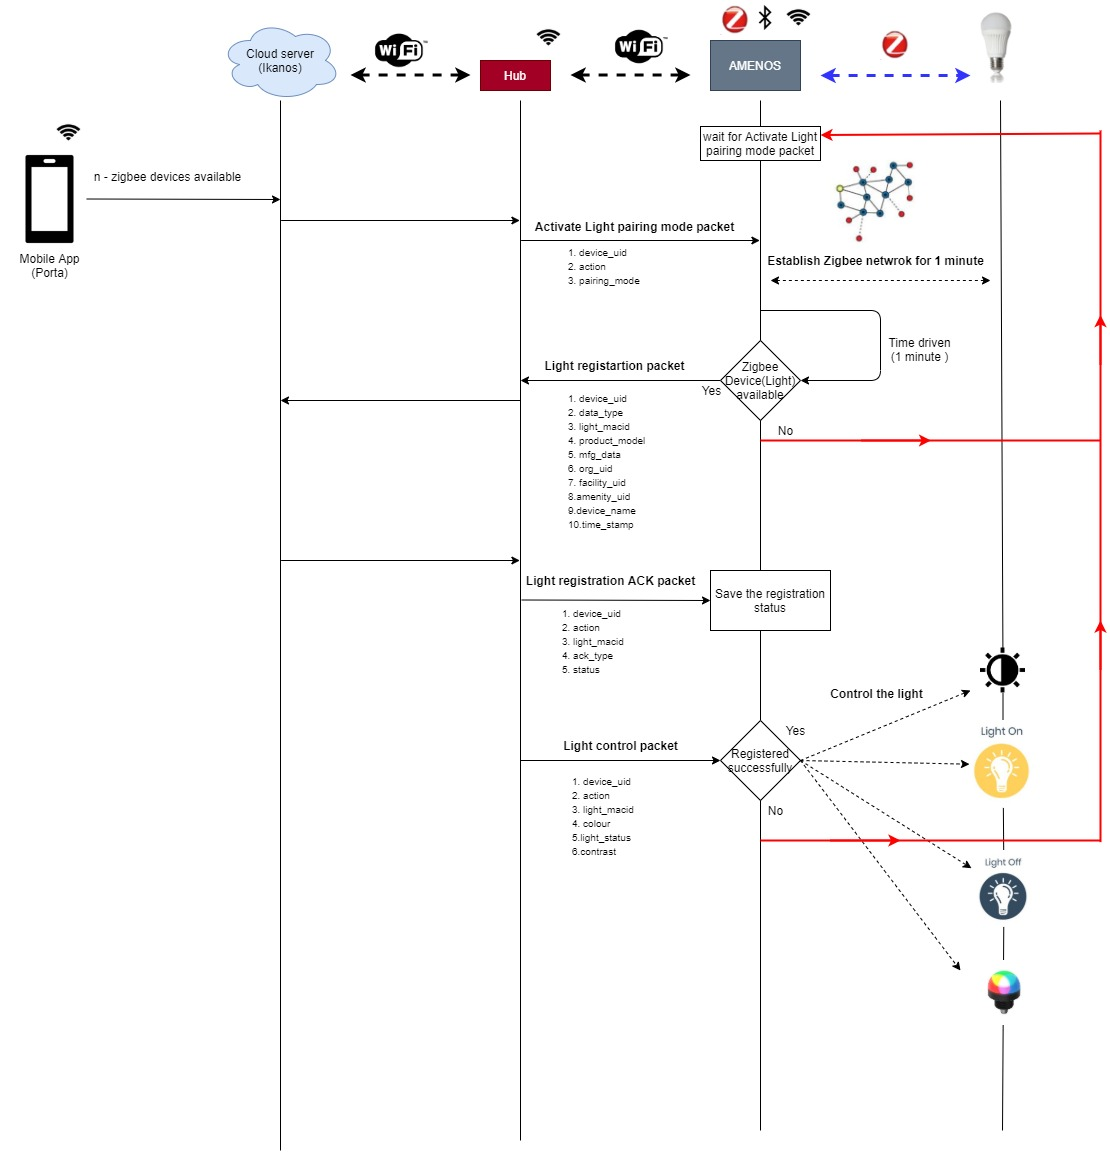 Cloud server
(Ikanos)
WiFi
Hub
WiFi
AMENOS
wait for Activate Light
pairing mode packet
n - zigbee devices available
Mobile App
(Porta)
Activate Light pairing mode packet
1. device_uid
2. action
3. pairing_mode
Establish Zigbee netwrok for 1 minute
Time driven
(1 minute )
Light registartion packet
Zigbee
Device(Light)
available
Yes
No
1. device_uid
2. data_type
3. light_macid
4. product_model
5. mfg_data
6. org_uid
7. facility_uid
8.amenity_uid
9.device_name
10.time_stamp
Light registration ACK packet
Save the registration
status
1. device_uid
2. action
3. light_macid
4. ack_type
5. status
Control the light
Light control packet
Registered
successfully
Yes
No
1. device_uid
2. action
3. light_macid
4. colour
5.light_status
6.contrast
Light On
Light Off